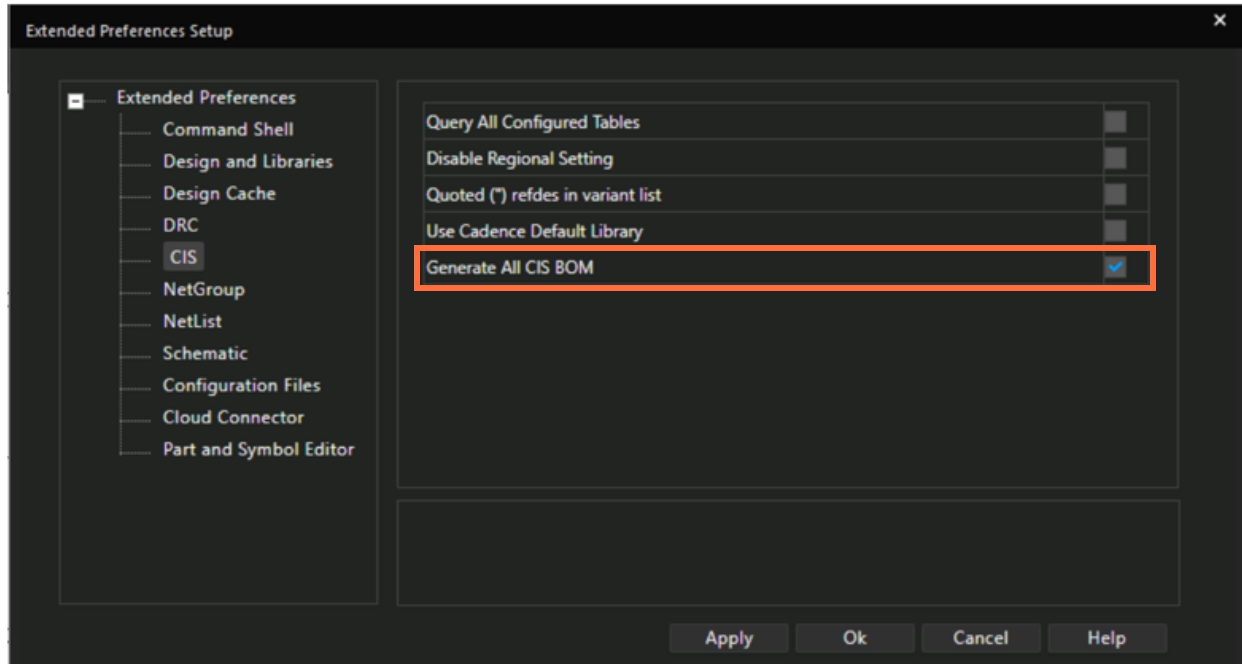 Extended Preferences Setup
Extended Preferences
Command Shell
Design and Libraries
Design Cache
DRC
CIS
NetGroup
NetList
Schematic
Configuration Files
Cloud Connector
Part and Symbol Editor
Query All Configured Tables
Disable Regional Setting
Quoted (") refdes in variant list
Use Cadence Default Library
Generate All CIS BOM
Apply
Ok
Cancel
Help